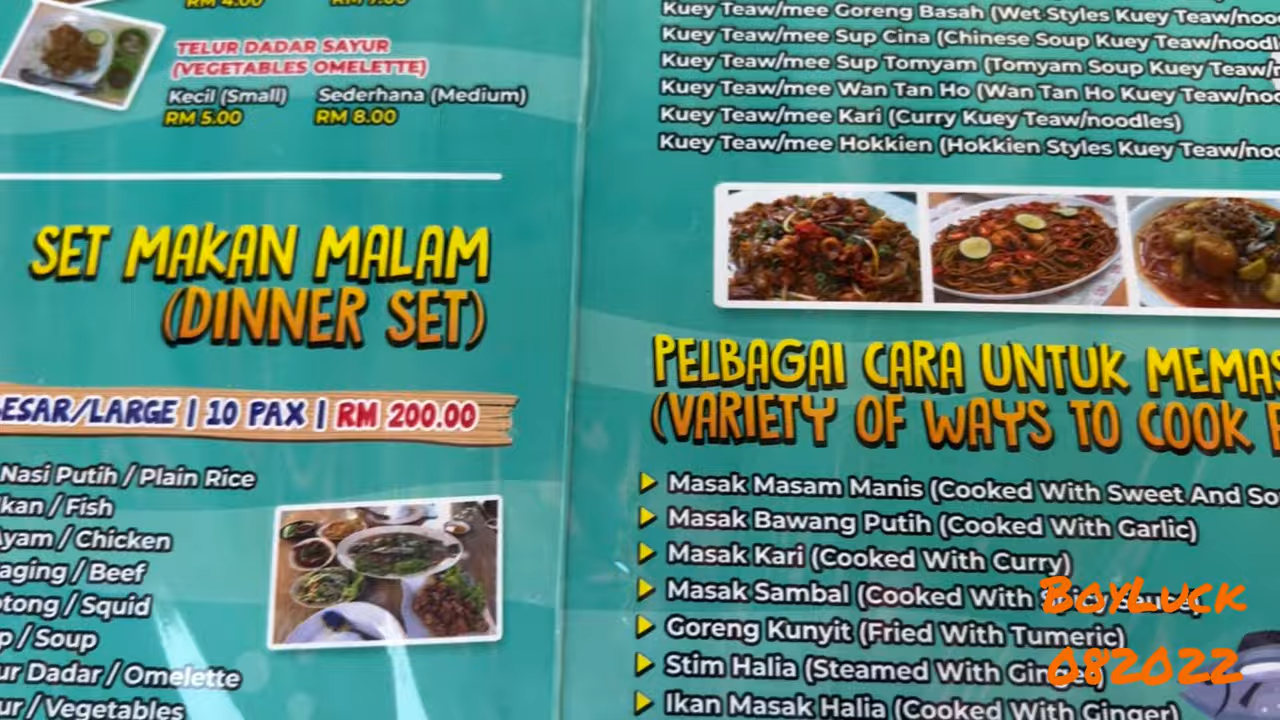 RM 4.00 RM 7.00
TELUR DADAR SAYUR
(VEGETABLES OMELETTE)
Kecil (Small) Sederhana (Medium)
RM 5.00 RM 8.00
SET MAKAN MALAM
(DINNER SET)
ESAR/LARGE | 10 PAX | RM 200.00
Nasi Putih / Plain Rice
kan / Fish
yam / Chicken
aging / Beef
otong / Squid
p / Soup
ur Dadar / Omelette
ur / Vegetables
Kuey Teaw/mee Goreng Basah (Wet Styles Kuey Teaw/noo
Kuey Teaw/mee Sup Cina (Chinese Soup Kuey Teaw/noodl
Kuey Teaw/mee Sup Tomyam (Tomyam Soup Kuey Teaw/
Kuey Teaw/mee Wan Tan Ho (Wan Tan Ho Kuey Teaw/noo
Kuey Teaw/mee Kari (Curry Kuey Teaw/noodles)
Kuey Teaw/mee Hokkien (Hokkien Styles Kuey Teaw/noo
PELBAGAI CARA UNTUK MEMAS
(VARIETY OF WAYS TO COOK
Masak Masam Manis (Cooked With Sweet And So
Masak Bawang Putih (Cooked With Garlic)
Masak Kari (Cooked With Curry)
Masak Sambal (Cooked With Spicy Sauce)
Goreng Kunyit (Fried With Tumeric)
Stim Halia (Steamed With Ginger)
Ikan Masak Halia (Cooked With Ginger)
BoyLuck
082022